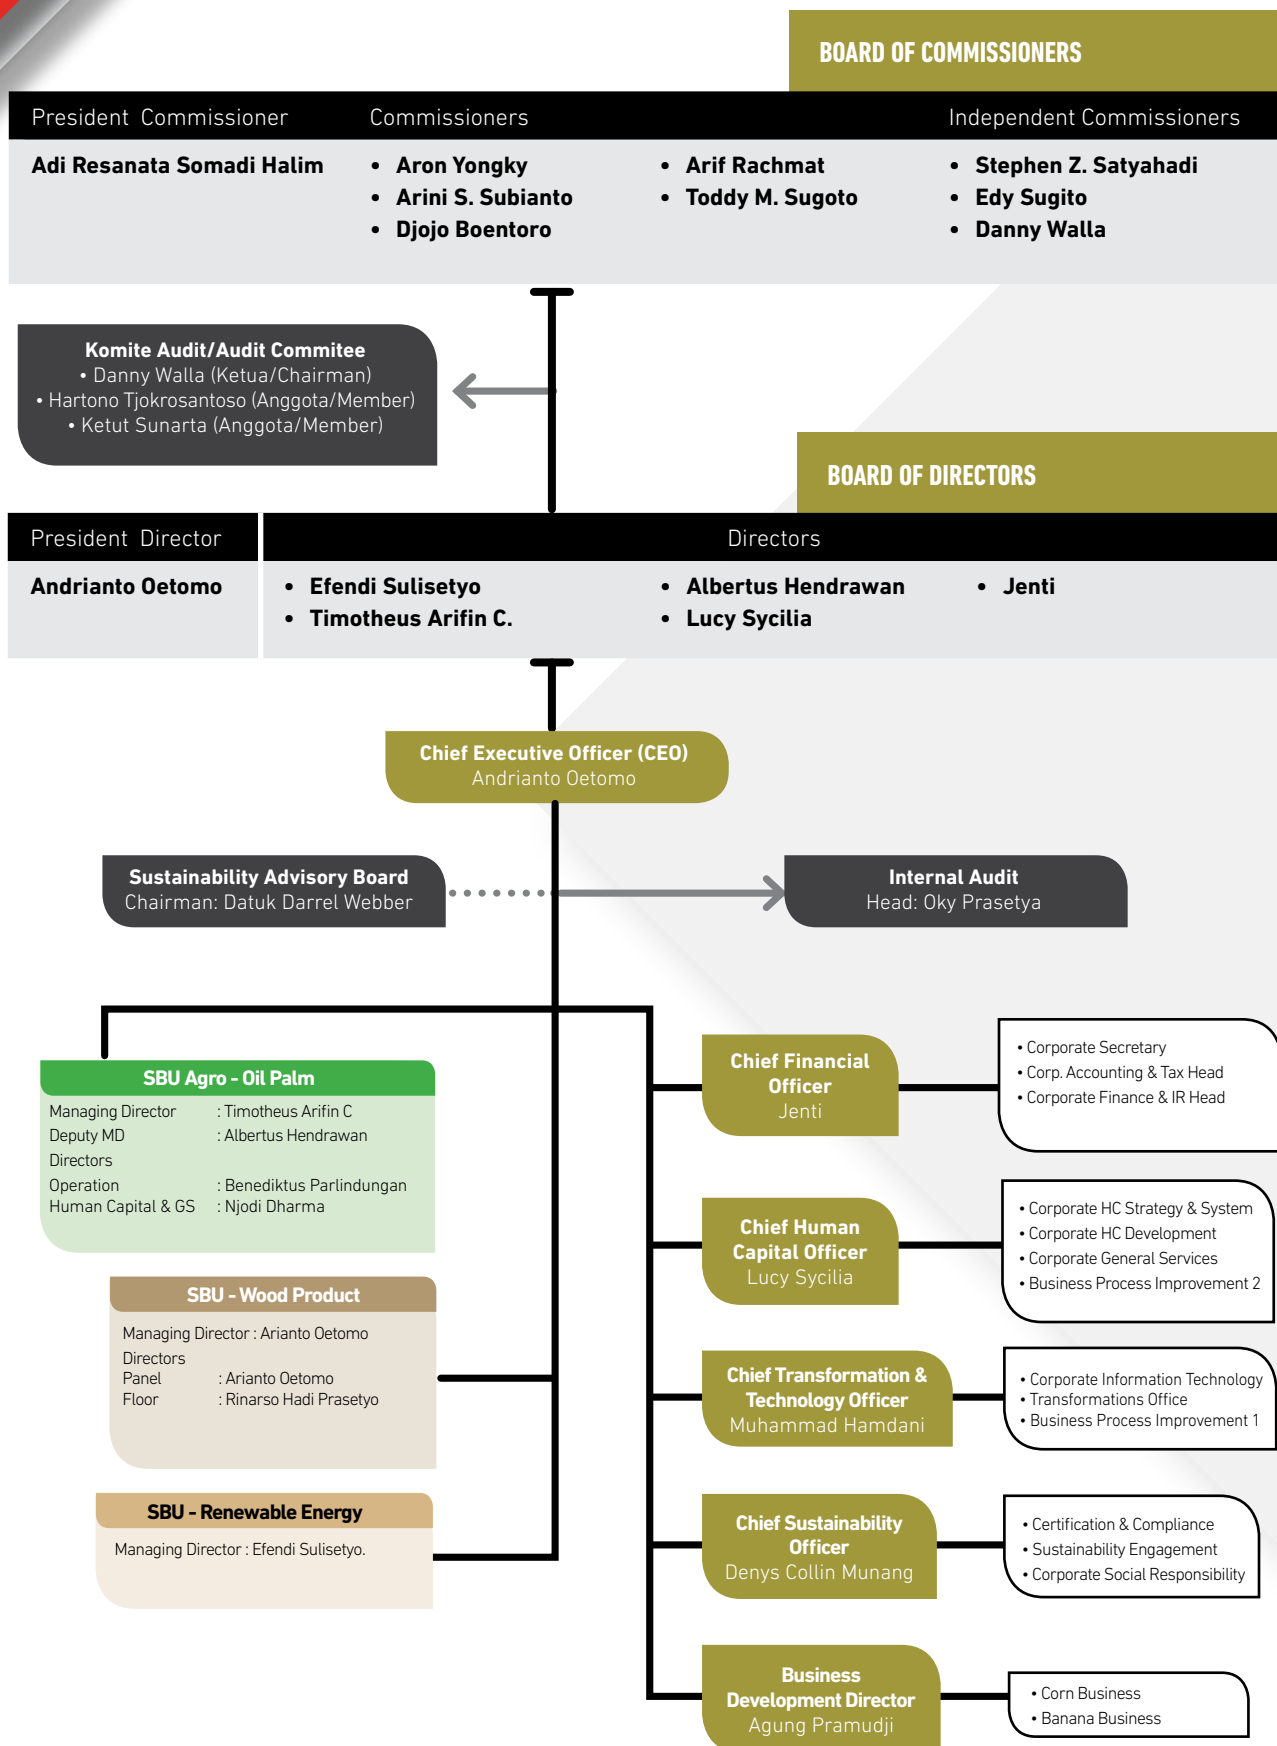 BOARD OF COMMISSIONERS
President Commissioner
Commissioners
Independent Commissioners
Adi Resanata Somadi Halim
• Aron Yongky
• Arini S. Subianto
• Djojo Boentoro
• Arif Rachmat
• Toddy M. Sugoto
• Stephen Z. Satyahadi
• Edy Sugito
• Danny Walla
Komite Audit/Audit Commitee
• Danny Walla (Ketua/Chairman)
• Hartono Tjokrosantoso (Anggota/Member)
• Ketut Sunarta (Anggota/Member)
BOARD OF DIRECTORS
President Director
Directors
Andrianto Oetomo
• Efendi Sulisetyo
• Timotheus Arifin C.
• Albertus Hendrawan
• Lucy Sycilia
• Jenti
Chief Executive Officer (CEO)
Andrianto Oetomo
Sustainability Advisory Board
Chairman: Datuk Darrel Webber
Internal Audit
Head: Oky Prasetya
SBU Agro - Oil Palm
Managing Director : Timotheus Arifin C
Deputy MD : Albertus Hendrawan
Directors
Operation : Benediktus Parlindungan
Human Capital & GS : Njodi Dharma
SBU - Wood Product
Managing Director : Arianto Oetomo
Directors
Panel : Arianto Oetomo
Floor : Rinarso Hadi Prasetyo
SBU - Renewable Energy
Managing Director : Efendi Sulisetyo.
Chief Financial
Officer
Jenti
• Corporate Secretary
• Corp. Accounting & Tax Head
• Corporate Finance & IR Head
Chief Human
Capital Officer
Lucy Sycilia
• Corporate HC Strategy & System
• Corporate HC Development
• Corporate General Services
• Business Process Improvement 2
Chief Transformation &
Technology Officer
Muhammad Hamdani
• Corporate Information Technology
• Transformations Office
• Business Process Improvement 1
Chief Sustainability
Officer
Denys Collin Munang
• Certification & Compliance
• Sustainability Engagement
• Corporate Social Responsibility
Business
Development Director
Agung Pramudji
• Corn Business
• Banana Business